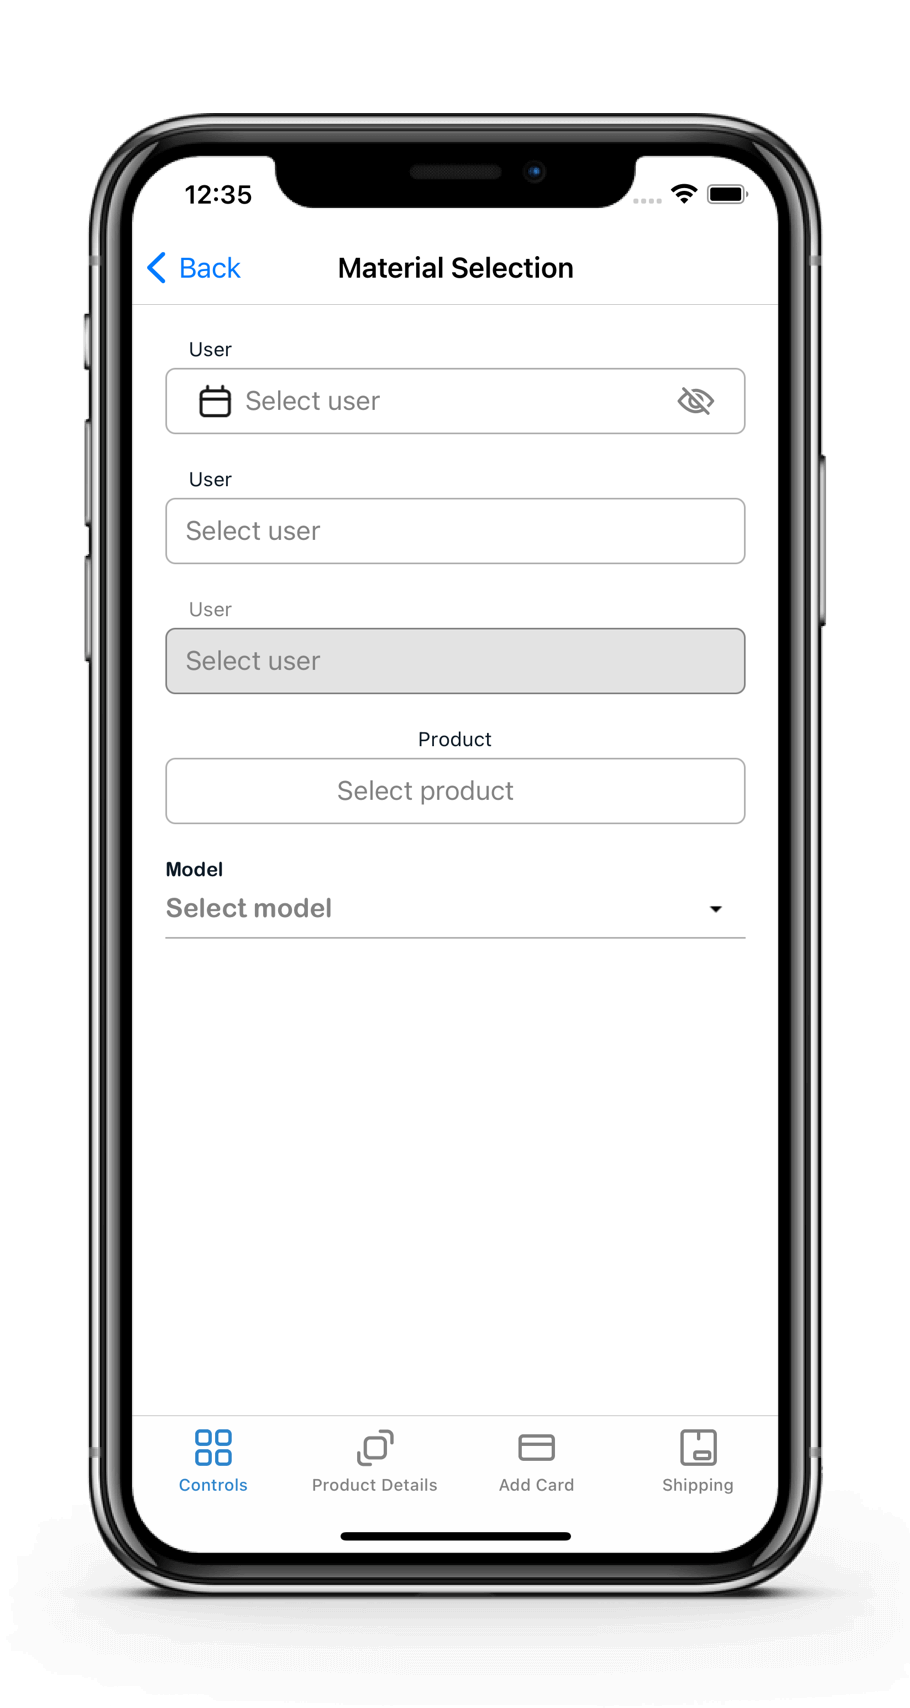 12:35
Back
Material Selection
User
Select user
User
Select user
User
Select user
Product
Select product
Model
Select model
Controls
Product Details
Add Card
Shipping